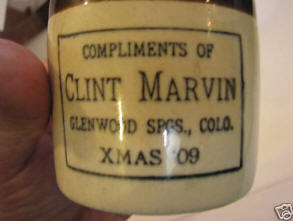 COMPLIMENTS OF
CLINT MARVIN
GLENWOOD SPGS., COLO.
XMAS '09